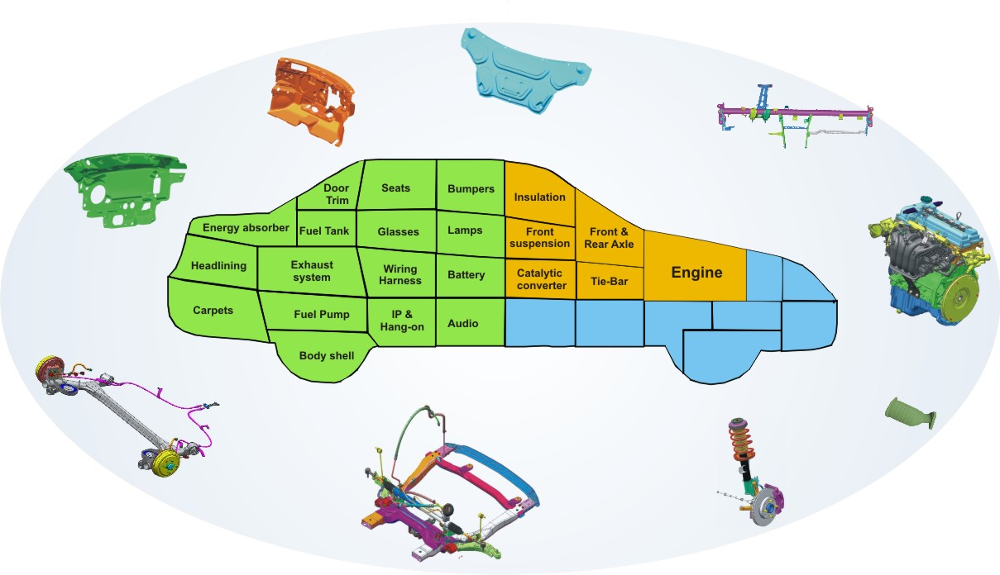 Door
Trim
Seats
Bumpers
Insulation
Energy absorber
Fuel Tank
Glasses
Lamps
Front
suspension
Front &
Rear Axle
Headlining
Exhaust
system
Wiring
Harness
Battery
Catalytic
converter
Tie-Bar
Engine
Carpets
Fuel Pump
IP &
Hang-on
Audio
Body shell